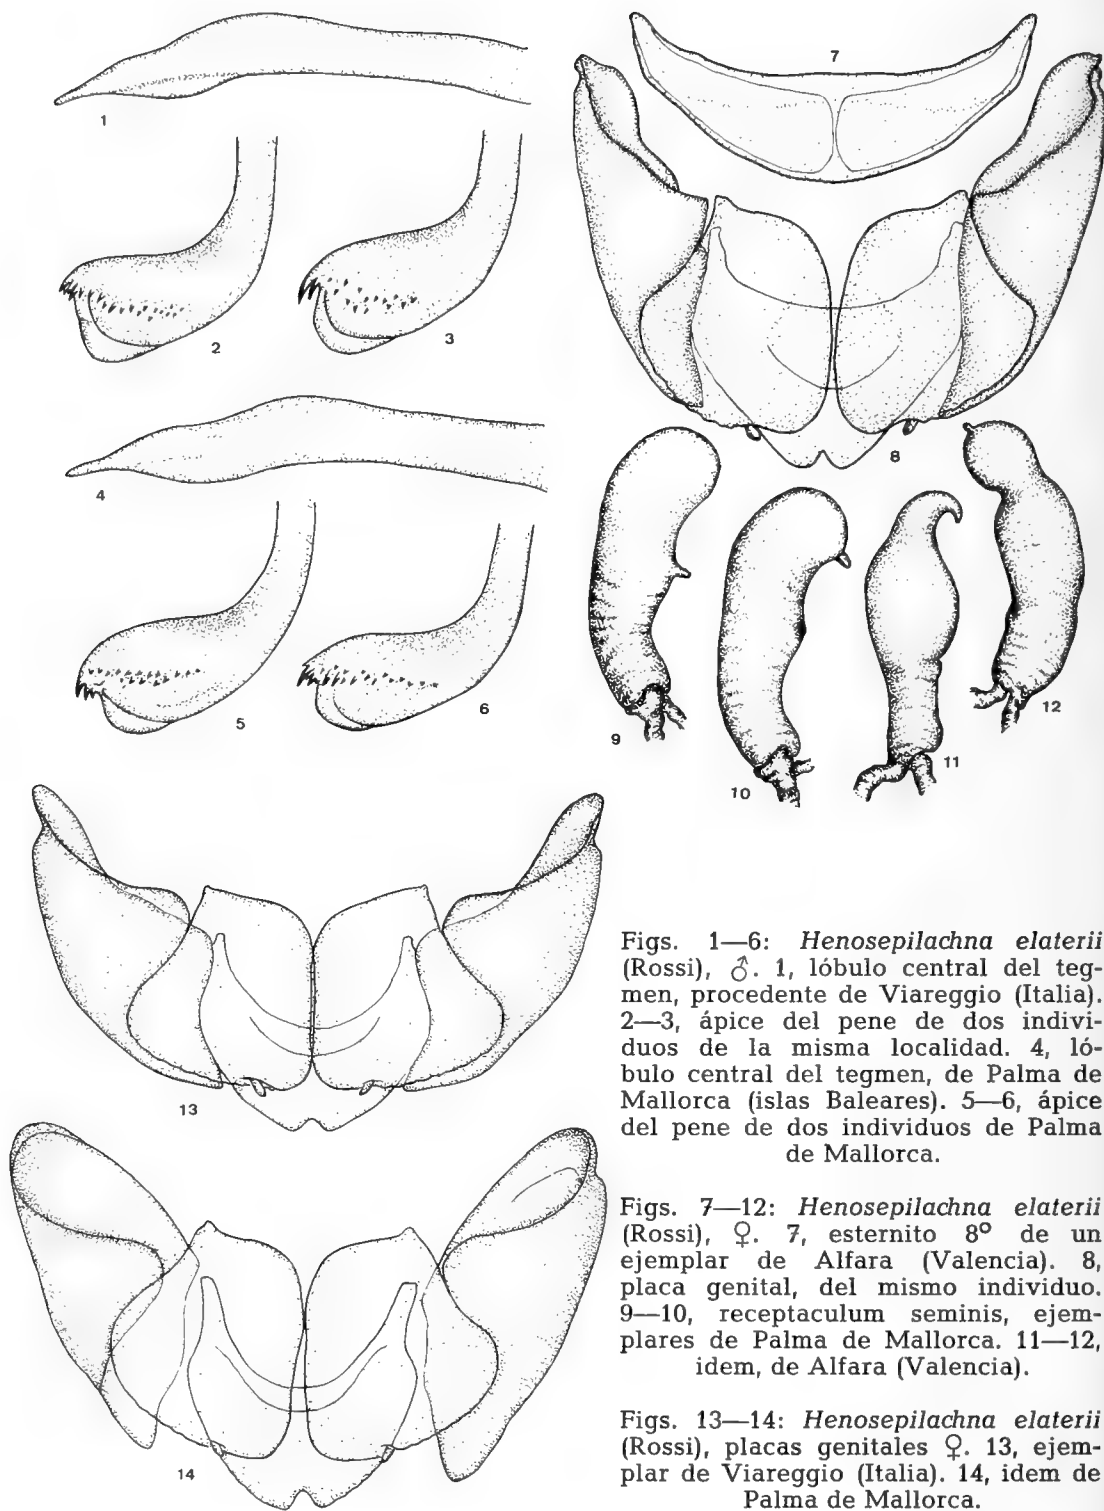 1
7
2
3
8
4
5
6
12
9
11
10
13
14
Figs. 1—6: Henosepilachna elaterii
(Rossi), ♂. 1, lóbulo central del teg-
men, procedente de Viareggio (Italia).
2—3, ápice del pene de dos indivi-
duos de la misma localidad. 4, ló-
bulo central del tegmen, de Palma de
Mallorca (islas Baleares). 5—6, ápice
del pene de dos individuos de Palma
de Mallorca.
Figs. 7—12: Henosepilachna elaterii
(Rossi), ♀. 7, esternito 8° de un
ejemplar de Alfara (Valencia). 8,
placa genital, del mismo individuo.
9—10, receptaculum seminis, ejem-
plares de Palma de Mallorca. 11—12,
idem, de Alfara (Valencia).
Figs. 13—14: Henosepilachna elaterii
(Rossi), placas genitales ♀. 13, ejem-
plar de Viareggio (Italia). 14, idem de
Palma de Mallorca.